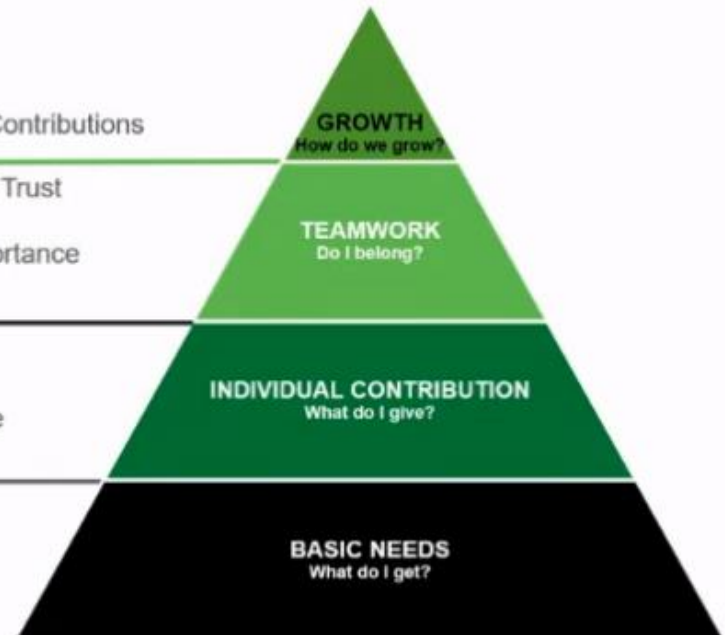 Contributions
GROWTH
How do we grow?
Trust
TEAMWORK
Do I belong?
ortance
INDIVIDUAL CONTRIBUTION
What do I give?
e
BASIC NEEDS
What do I get?